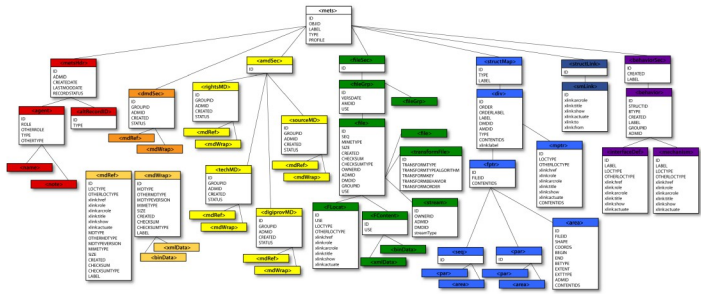 <mets>
ID
OBJID
LABEL
TYPE
PROFILE
<metsHdr>
ID
ADMID
CREATEDATE
LASTMODDATE
RECORDSTATUS
<agent>
ID
ROLE
OTHERROLE
TYPE
OTHERTYPE
<altRecordID>
ID
TYPE
<name>
<note>
<dmdSec>
ID
GROUPID
ADMID
CREATED
STATUS
<mdRef>
<mdWrap>
<mdRef>
ID
LOCTYPE
OTHERLOCTYPE
xlink:href
xlink:role
xlink:arcrole
xlink:title
xlink:show
xlink:actuate
MDTYPE
OTHERMDTYPE
MDTYPEVERSION
MIMETYPE
SIZE
CREATED
CHECKSUM
CHECKSUMTYPE
LABEL
<mdWrap>
ID
MDTYPE
OTHERMDTYPE
MDTYPEVERSION
MIMETYPE
SIZE
CREATED
CHECKSUM
CHECKSUMTYPE
LABEL
<xmlData>
<binData>
<amdSec>
ID
<rightsMD>
ID
GROUPID
ADMID
CREATED
STATUS
<mdRef>
<mdWrap>
<sourceMD>
ID
GROUPID
ADMID
CREATED
STATUS
<mdRef>
<mdWrap>
<techMD>
ID
GROUPID
ADMID
CREATED
STATUS
<mdRef>
<mdWrap>
<digiprovMD>
ID
GROUPID
ADMID
CREATED
STATUS
<mdRef>
<mdWrap>
<fileSec>
ID
<fileGrp>
ID
VERSDATE
AMDID
USE
<fileGrp>
<file>
ID
SEQ
MIMETYPE
SIZE
CREATED
CHECKSUM
CHECKSUMTYPE
OWNERID
ADMID
DMDID
GROUPID
USE
<file>
<transformFile>
ID
TRANSFORMTYPE
TRANSFORMTYPEALGORITHM
TRANSFORMKEY
TRANSFORMBEHAVIOR
TRANSFORMORDER
<stream>
ID
OWNERID
ADMID
DMDID
streamType
<FLocat>
ID
USE
LOCTYPE
OTHERLOCTYPE
xlink:href
xlink:role
xlink:arcrole
xlink:title
xlink:show
xlink:actuate
<FContent>
ID
USE
<binData>
<xmlData>
<structMap>
ID
TYPE
LABEL
<div>
ID
ORDER
ORDERLABEL
LABEL
DMDID
AMDID
TYPE
CONTENTIDS
xlink:label
<mptr>
ID
LOCTYPE
OTHERLOCTYPE
xlink:href
xlink:role
xlink:arcrole
xlink:title
xlink:show
xlink:actuate
CONTENTIDS
<fptr>
ID
FILEID
CONTENTIDS
<seq>
ID
<par>
<area>
<par>
ID
<par>
<area>
<area>
ID
FILEID
SHAPE
COORDS
BEGIN
END
BETYPE
EXTENT
EXTTYPE
ADMID
CONTENTIDS
<structLink>
ID
<smLink>
ID
xlink:arcrole
xlink:title
xlink:show
xlink:actuate
xlink:to
xlink:from
<behaviorSec>
ID
CREATED
LABEL
<behavior>
ID
STRUCTID
BTYPE
CREATED
LABEL
GROUPID
ADMID
<interfaceDef>
ID
LABEL
LOCTYPE
OTHERLOCTYPE
xlink:href
xlink:role
xlink:arcrole
xlink:title
xlink:show
xlink:actuate
<mechanism>
ID
LABEL
LOCTYPE
OTHERLOCTYPE
xlink:href
xlink:role
xlink:arcrole
xlink:title
xlink:show
xlink:actuate